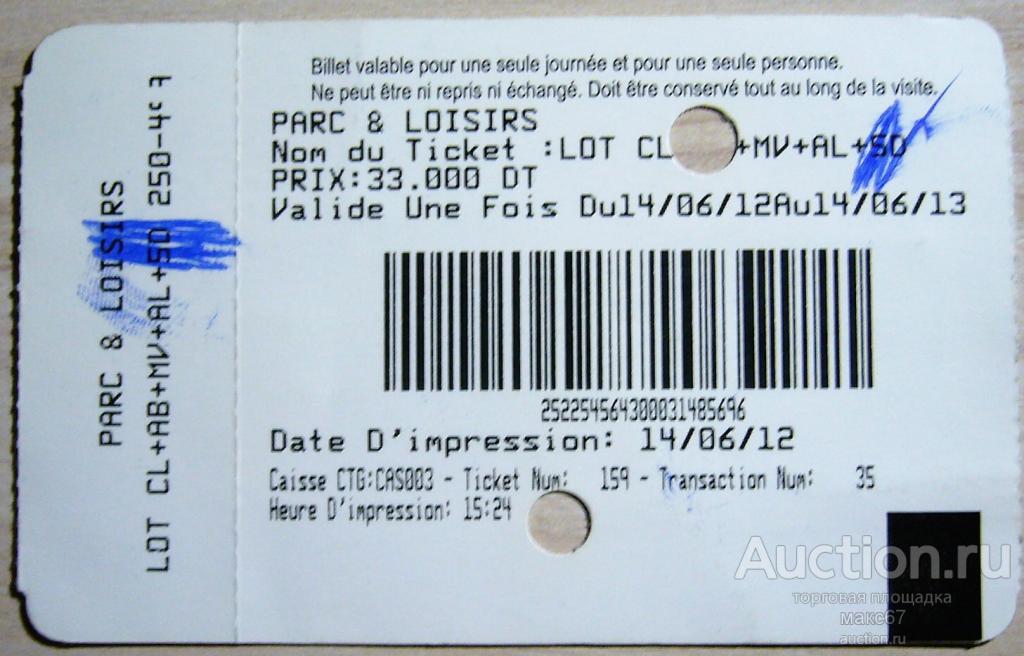 Billet valable pour une seule journée et pour une seule personne.
Ne peut être ni repris ni échangé. Doit être conservé tout au long de la visite.
PARC & LOISIRS
Nom du Ticket :LOT CL +MV+AL+SD
PRIX:33.000 DT
Valide Une Fois Du14/06/12Au14/06/13
252254564300031485696
Date D'impression: 14/06/12
Caisse CTG:CAS003 - Ticket Num: 159 - Transaction Num: 35
Heure D'impression: 15:24
PARC & LOISIRS
LOT CL+AB+MV+AL+SD 250-4
Auction.ru
торговая площадка
макс67
auction.ru